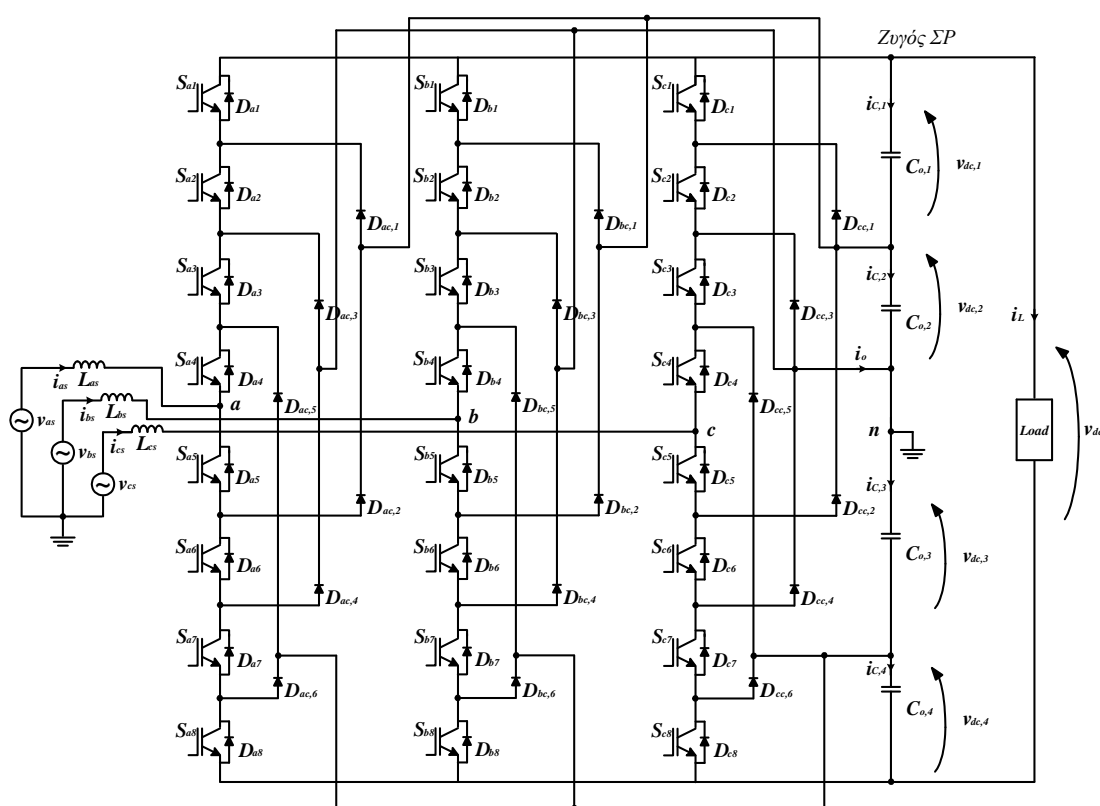 Ζυγός ΣΡ
Sa1
Da1
Sb1
Db1
Sc1
Dc1
iC,1
Co,1
vdc,1
Sa2
Da2
Dac,1
Sb2
Db2
Dbc,1
Sc2
Dc2
Dcc,1
Sa3
Da3
Dac,3
Sb3
Db3
Dbc,3
Sc3
Dc3
Dcc,3
iC,2
Co,2
vdc,2
iL
Sa4
Da4
Dac,5
Sb4
Db4
Dbc,5
Sc4
Dc4
Dcc,5
io
ias
Las
a
ibs
Lbs
b
ics
Lcs
c
n
Load
vdc
vas
vbs
vcs
Sa5
Da5
Dac,2
Sb5
Db5
Dbc,2
Sc5
Dc5
Dcc,2
iC,3
Co,3
vdc,3
Sa6
Da6
Dac,4
Sb6
Db6
Dbc,4
Sc6
Dc6
Dcc,4
Sa7
Da7
Dac,6
Sb7
Db7
Dbc,6
Sc7
Dc7
Dcc,6
iC,4
Co,4
vdc,4
Sa8
Da8
Sb8
Db8
Sc8
Dc8